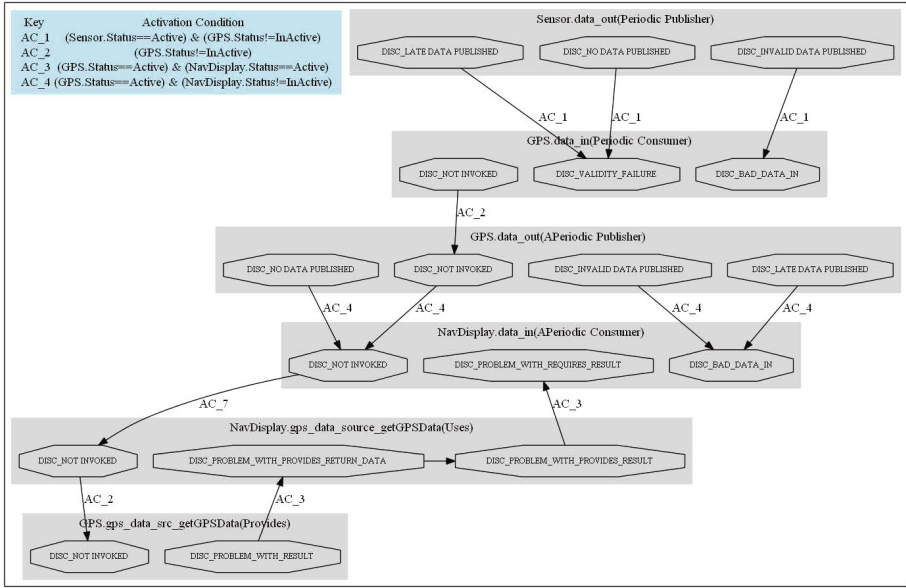 Key Activation Condition
AC_1 (Sensor.Status==Active) & (GPS.Status!=InActive)
AC_2 (GPS.Status!=InActive)
AC_3 (GPS.Status==Active) & (NavDisplay.Status==Active)
AC_4 (GPS.Status==Active) & (NavDisplay.Status!=InActive)
Sensor.data_out(Periodic Publisher)
DISC_LATE DATA PUBLISHED
DISC_NO DATA PUBLISHED
DISC_INVALID DATA PUBLISHED
AC_1
AC_1
AC_1
GPS.data_in(Periodic Consumer)
DISC_NOT INVOKED
DISC_VALIDITY_FAILURE
DISC_BAD_DATA_IN
AC_2
GPS.data_out(APeriodic Publisher)
DISC_NO DATA PUBLISHED
DISC_NOT INVOKED
DISC_INVALID DATA PUBLISHED
DISC_LATE DATA PUBLISHED
AC_4
AC_4
AC_4
AC_4
NavDisplay.data_in(APeriodic Consumer)
DISC_NOT INVOKED
DISC_PROBLEM_WITH_REQUIRES_RESULT
DISC_BAD_DATA_IN
AC_7
AC_3
NavDisplay.gps_data_source_getGPSData(Uses)
DISC_NOT INVOKED
DISC_PROBLEM_WITH_PROVIDES_RETURN_DATA
DISC_PROBLEM_WITH_PROVIDES_RESULT
AC_2
AC_3
GPS.gps_data_src_getGPSData(Provides)
DISC_NOT INVOKED
DISC_PROBLEM_WITH_RESULT